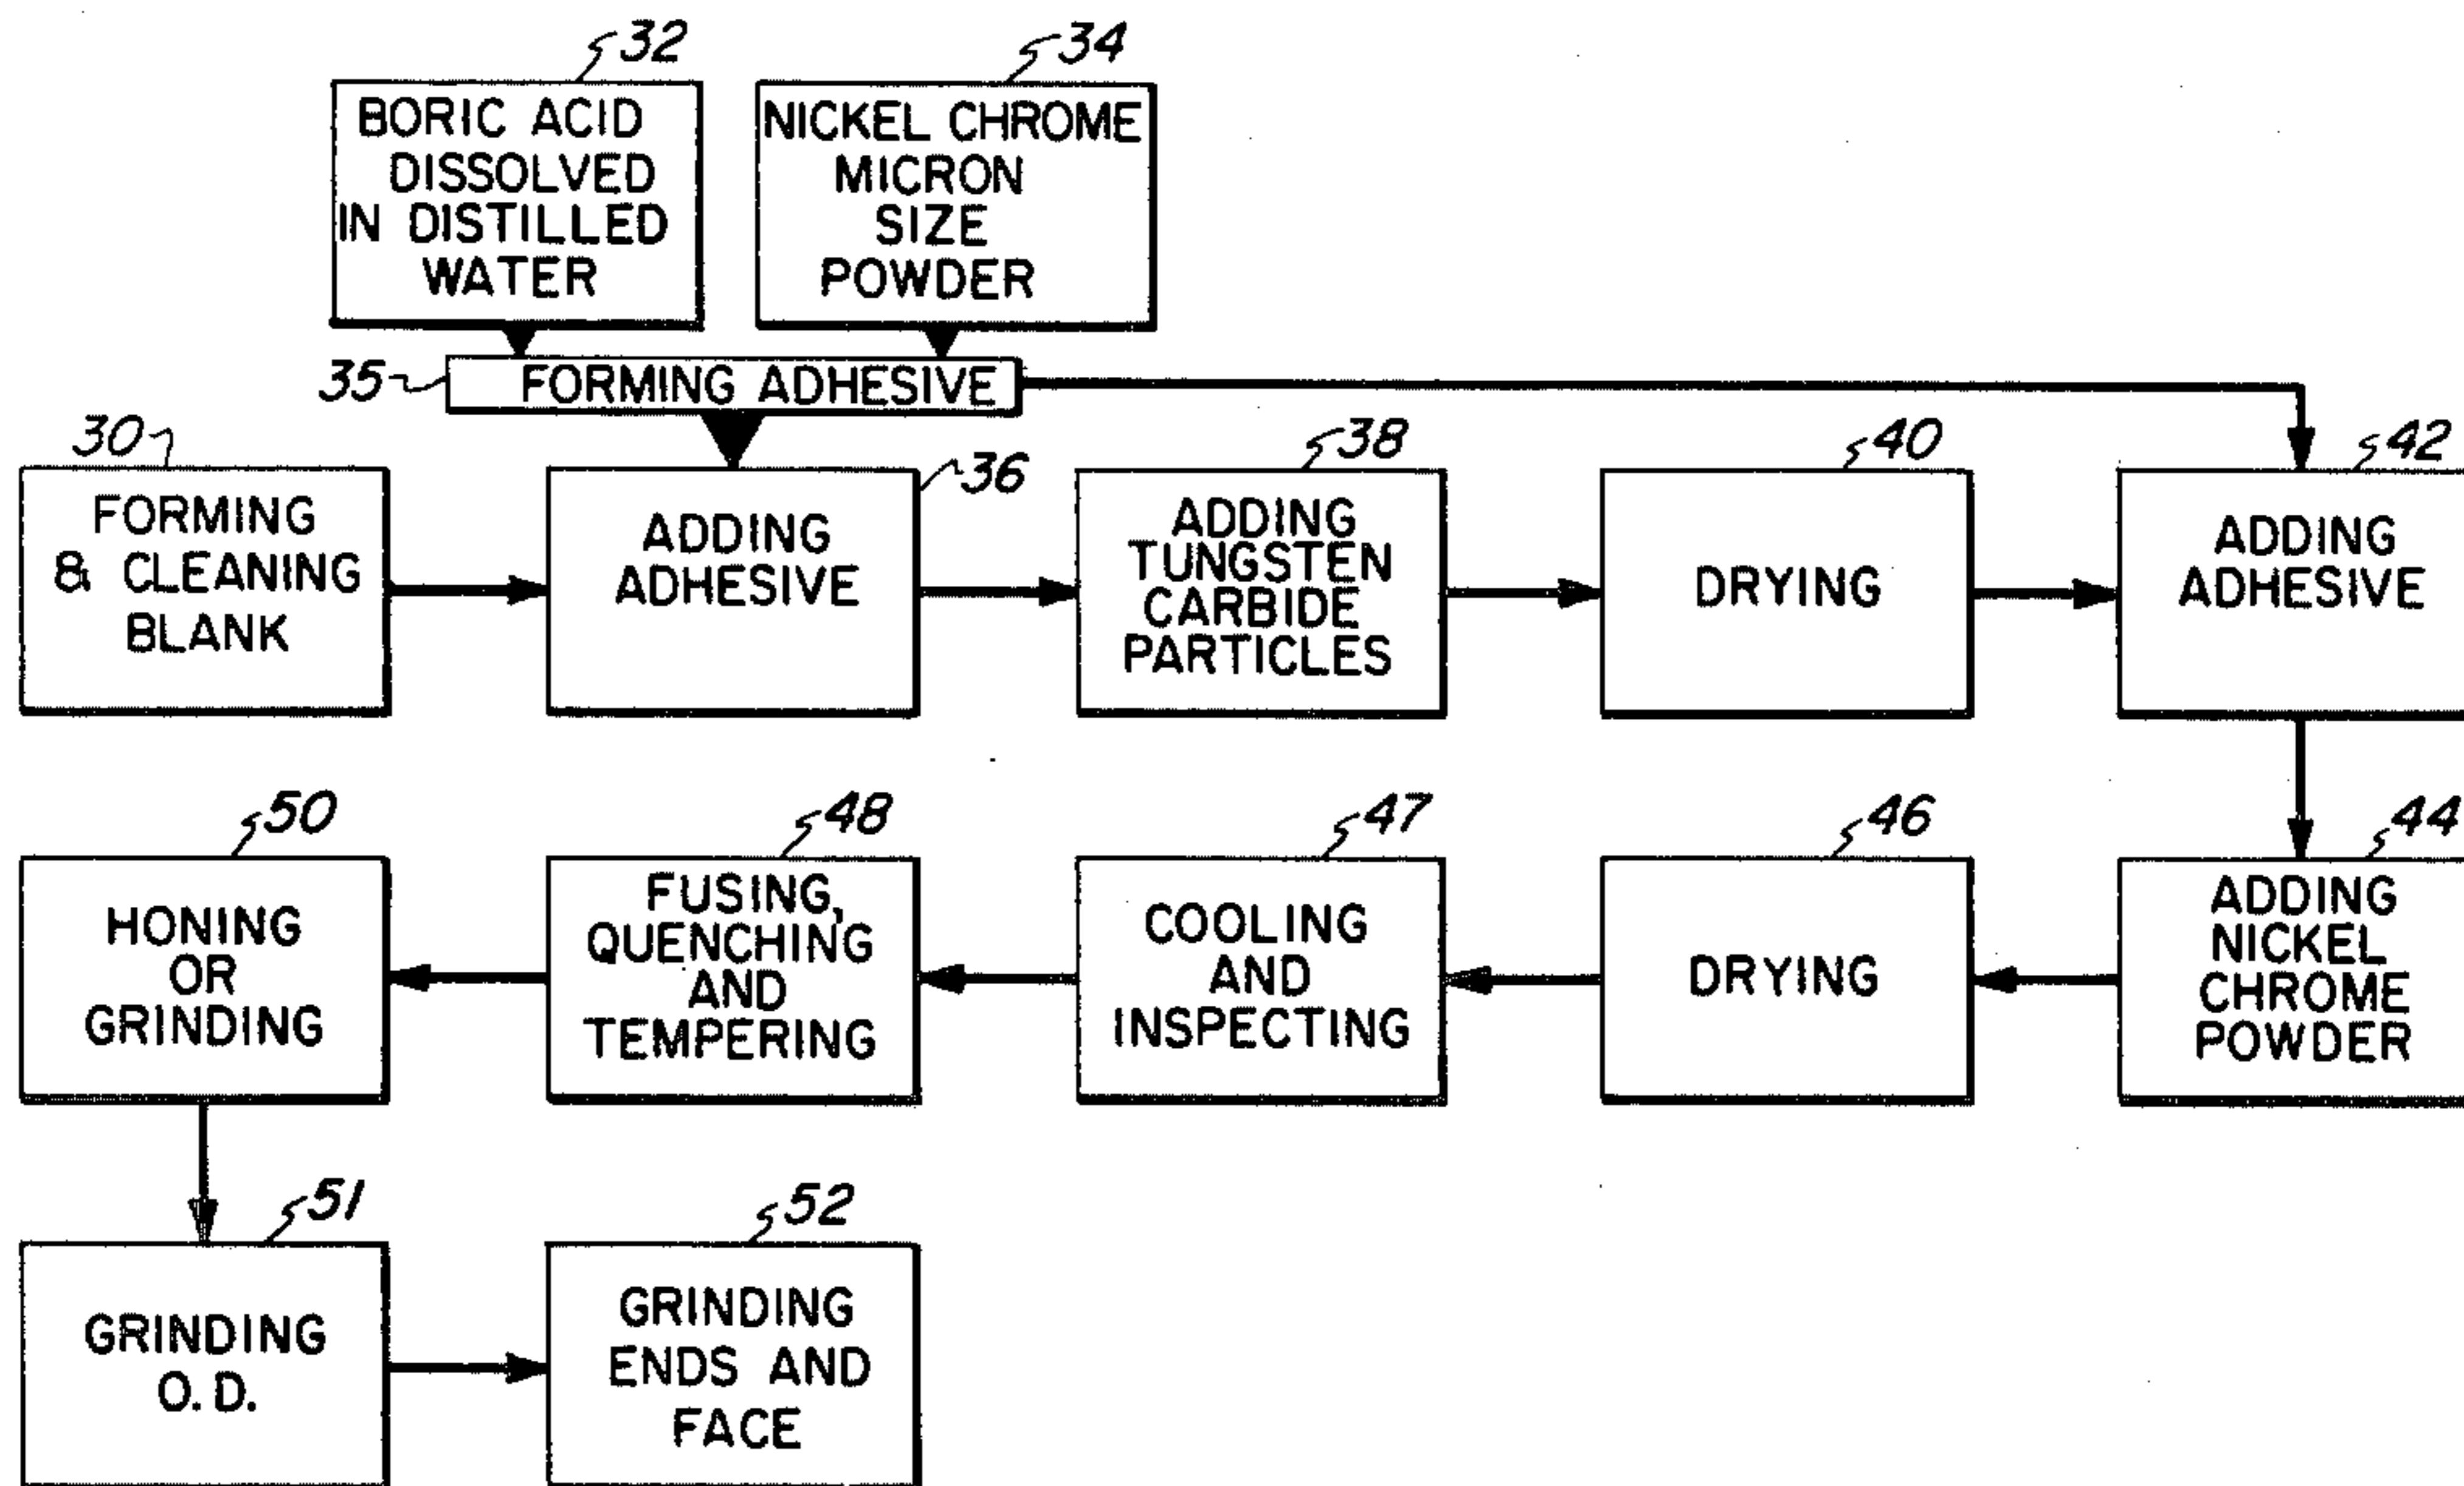 32
BORIC ACID
DISSOLVED
IN DISTILLED
WATER
34
NICKEL CHROME
MICRON
SIZE
POWDER
35
FORMING ADHESIVE
30
FORMING
& CLEANING
BLANK
36
ADDING
ADHESIVE
38
ADDING
TUNGSTEN
CARBIDE
PARTICLES
40
DRYING
42
ADDING
ADHESIVE
44
ADDING
NICKEL
CHROME
POWDER
46
DRYING
47
COOLING
AND
INSPECTING
48
FUSING,
QUENCHING
AND
TEMPERING
50
HONING
OR
GRINDING
51
GRINDING
O.D.
52
GRINDING
ENDS AND
FACE